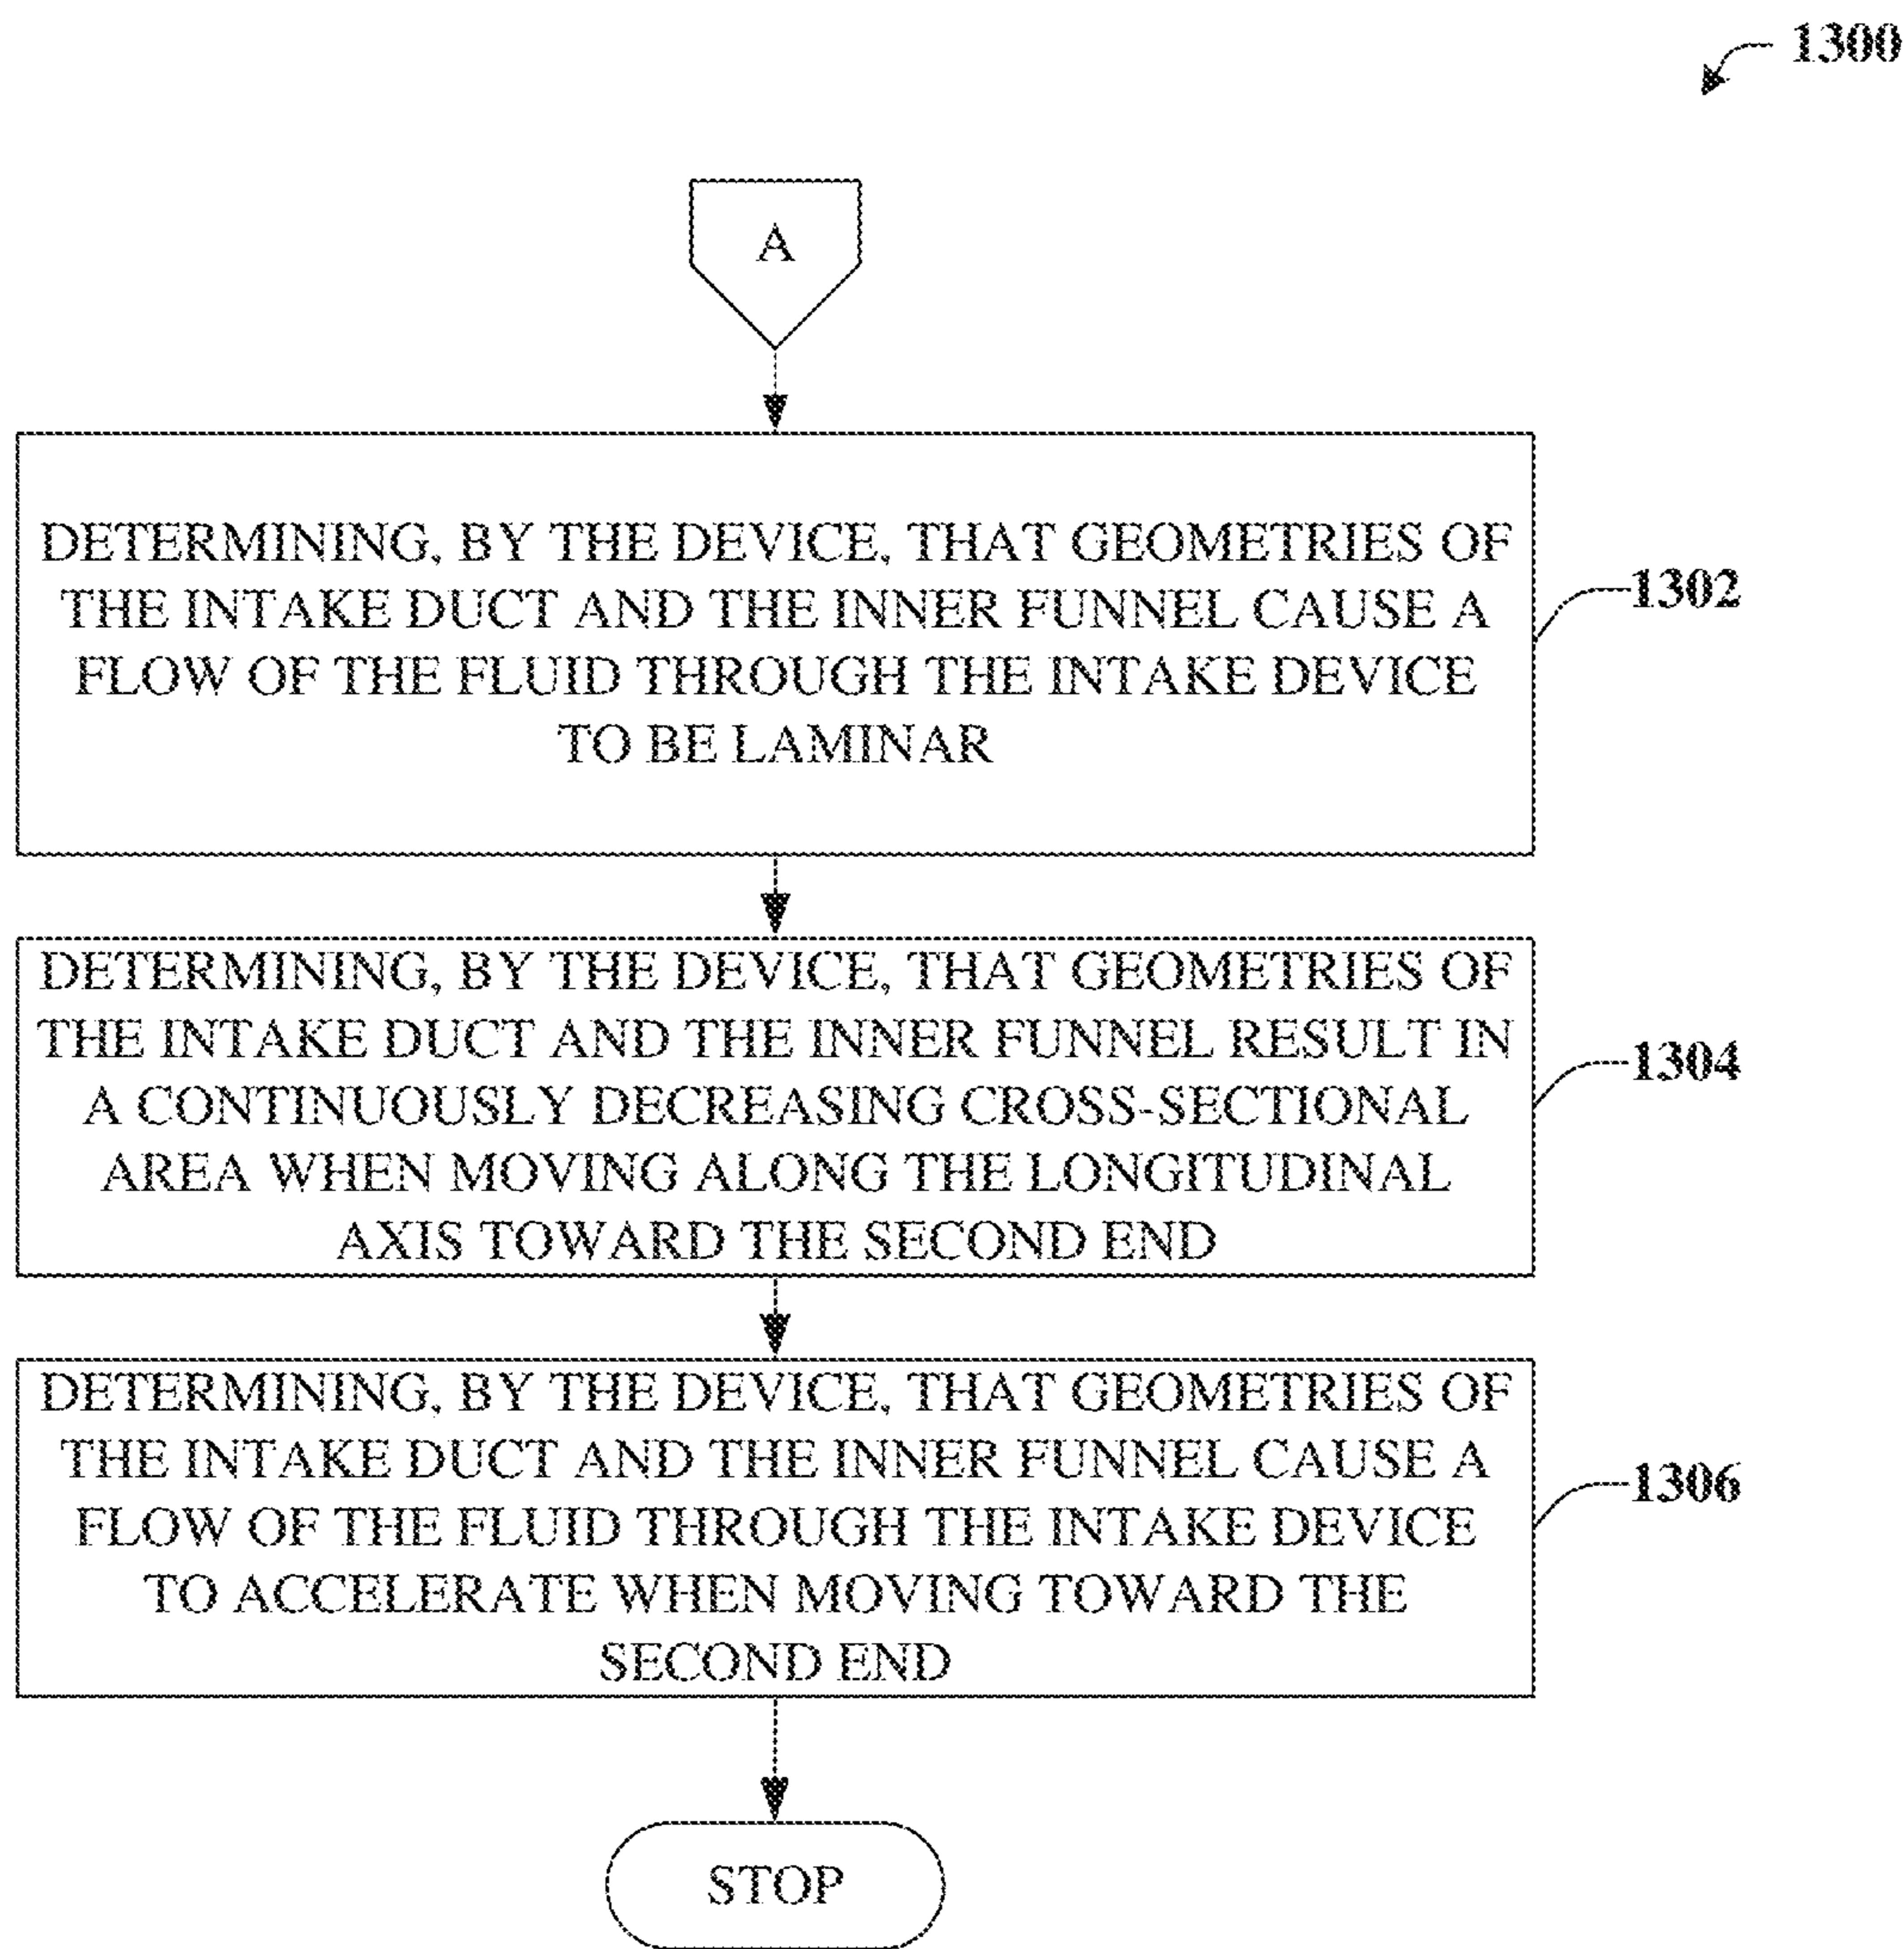 1300
A
DETERMINING, BY THE DEVICE, THAT GEOMETRIES OF
THE INTAKE DUCT AND THE INNER FUNNEL CAUSE A
FLOW OF THE FLUID THROUGH THE INTAKE DEVICE
TO BE LAMINAR
1302
DETERMINING, BY THE DEVICE, THAT GEOMETRIES OF
THE INTAKE DUCT AND THE INNER FUNNEL RESULT IN
A CONTINUOUSLY DECREASING CROSS-SECTIONAL
AREA WHEN MOVING ALONG THE LONGITUDINAL
AXIS TOWARD THE SECOND END
1304
DETERMINING, BY THE DEVICE, THAT GEOMETRIES OF
THE INTAKE DUCT AND THE INNER FUNNEL CAUSE A
FLOW OF THE FLUID THROUGH THE INTAKE DEVICE
TO ACCELERATE WHEN MOVING TOWARD THE
SECOND END
1306
STOP